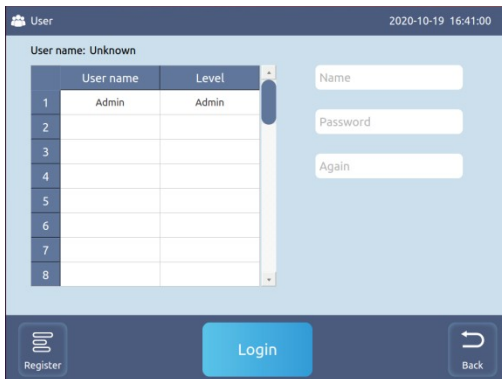 User 2020-10-19 16:41:00
User name: Unknown
User name Level
1 Admin Admin
2
3
4
5
6
7
8
Name
Password
Again
Register
Login
Back